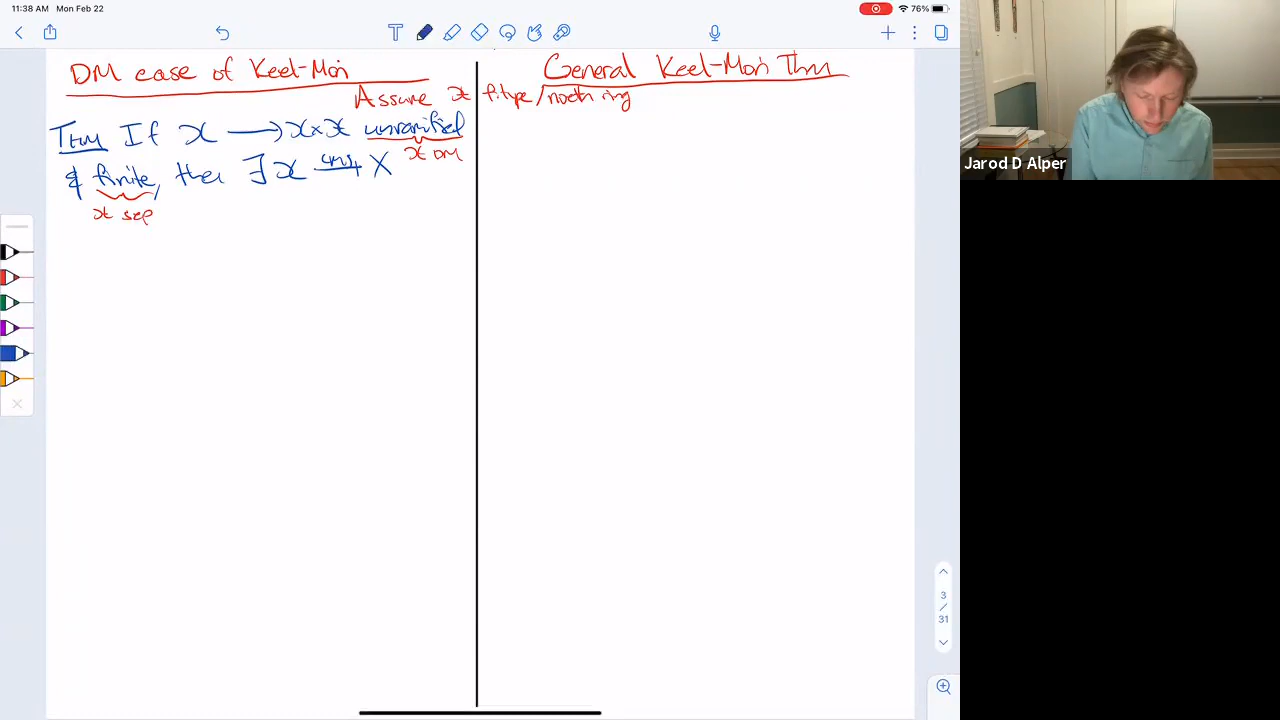 11:38 AM Mon Feb 22
76%
DM case of Keel-Mori
General Keel-Mori Thm
Assume 𝒳 f.type/noeth ring
Thm If 𝒳 → 𝒳×𝒳 unramified
𝒳 DM
& finite, then ∃ 𝒳 cms→ X
𝒳 sep
Jarod D Alper
3
/
31